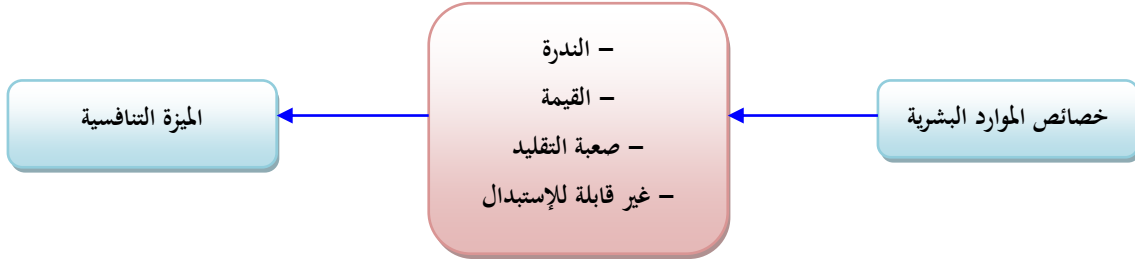 خصائص الموارد البشرية
– الندرة
– القيمة
– صعبة التقليد
– غير قابلة للإستبدال
الميزة التنافسية